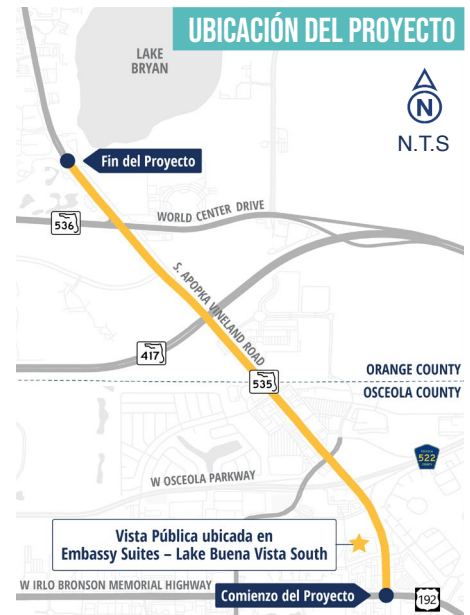 UBICACIÓN DEL PROYECTO
LAKE
BRYAN
N
N.T.S
Fin del Proyecto
536
WORLD CENTER DRIVE
S. APOPKA VINELAND ROAD
417
535
ORANGE COUNTY
OSCEOLA COUNTY
522
W OSCEOLA PARKWAY
Vista Pública ubicada en
Embassy Suites – Lake Buena Vista South
W IRLO BRONSON MEMORIAL HIGHWAY
Comienzo del Proyecto
192